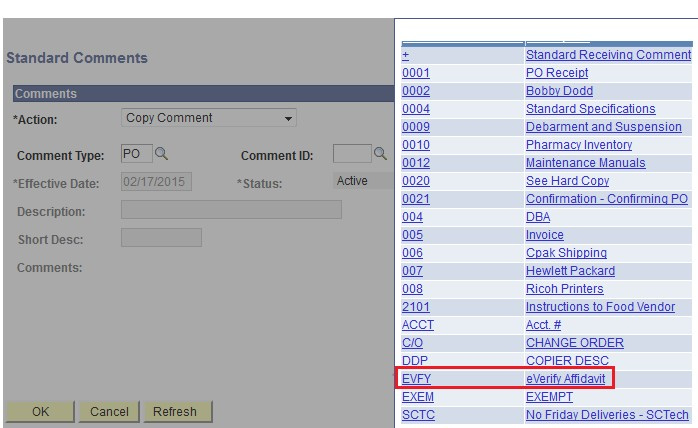 Standard Comments
Comments
*Action: Copy Comment
Comment Type: PO Comment ID:
*Effective Date: 02/17/2015 *Status: Active
Description:
Short Desc:
Comments:
OK Cancel Refresh
+ Standard Receiving Comment
0001 PO Receipt
0002 Bobby Dodd
0004 Standard Specifications
0009 Debarment and Suspension
0010 Pharmacy Inventory
0012 Maintenance Manuals
0020 See Hard Copy
0021 Confirmation - Confirming PO
004 DBA
005 Invoice
006 Cpak Shipping
007 Hewlett Packard
008 Ricoh Printers
2101 Instructions to Food Vendor
ACCT Acct. #
C/O CHANGE ORDER
DDP COPIER DESC
EVFY eVerify Affidavit
EXEM EXEMPT
SCTC No Friday Deliveries - SCTech